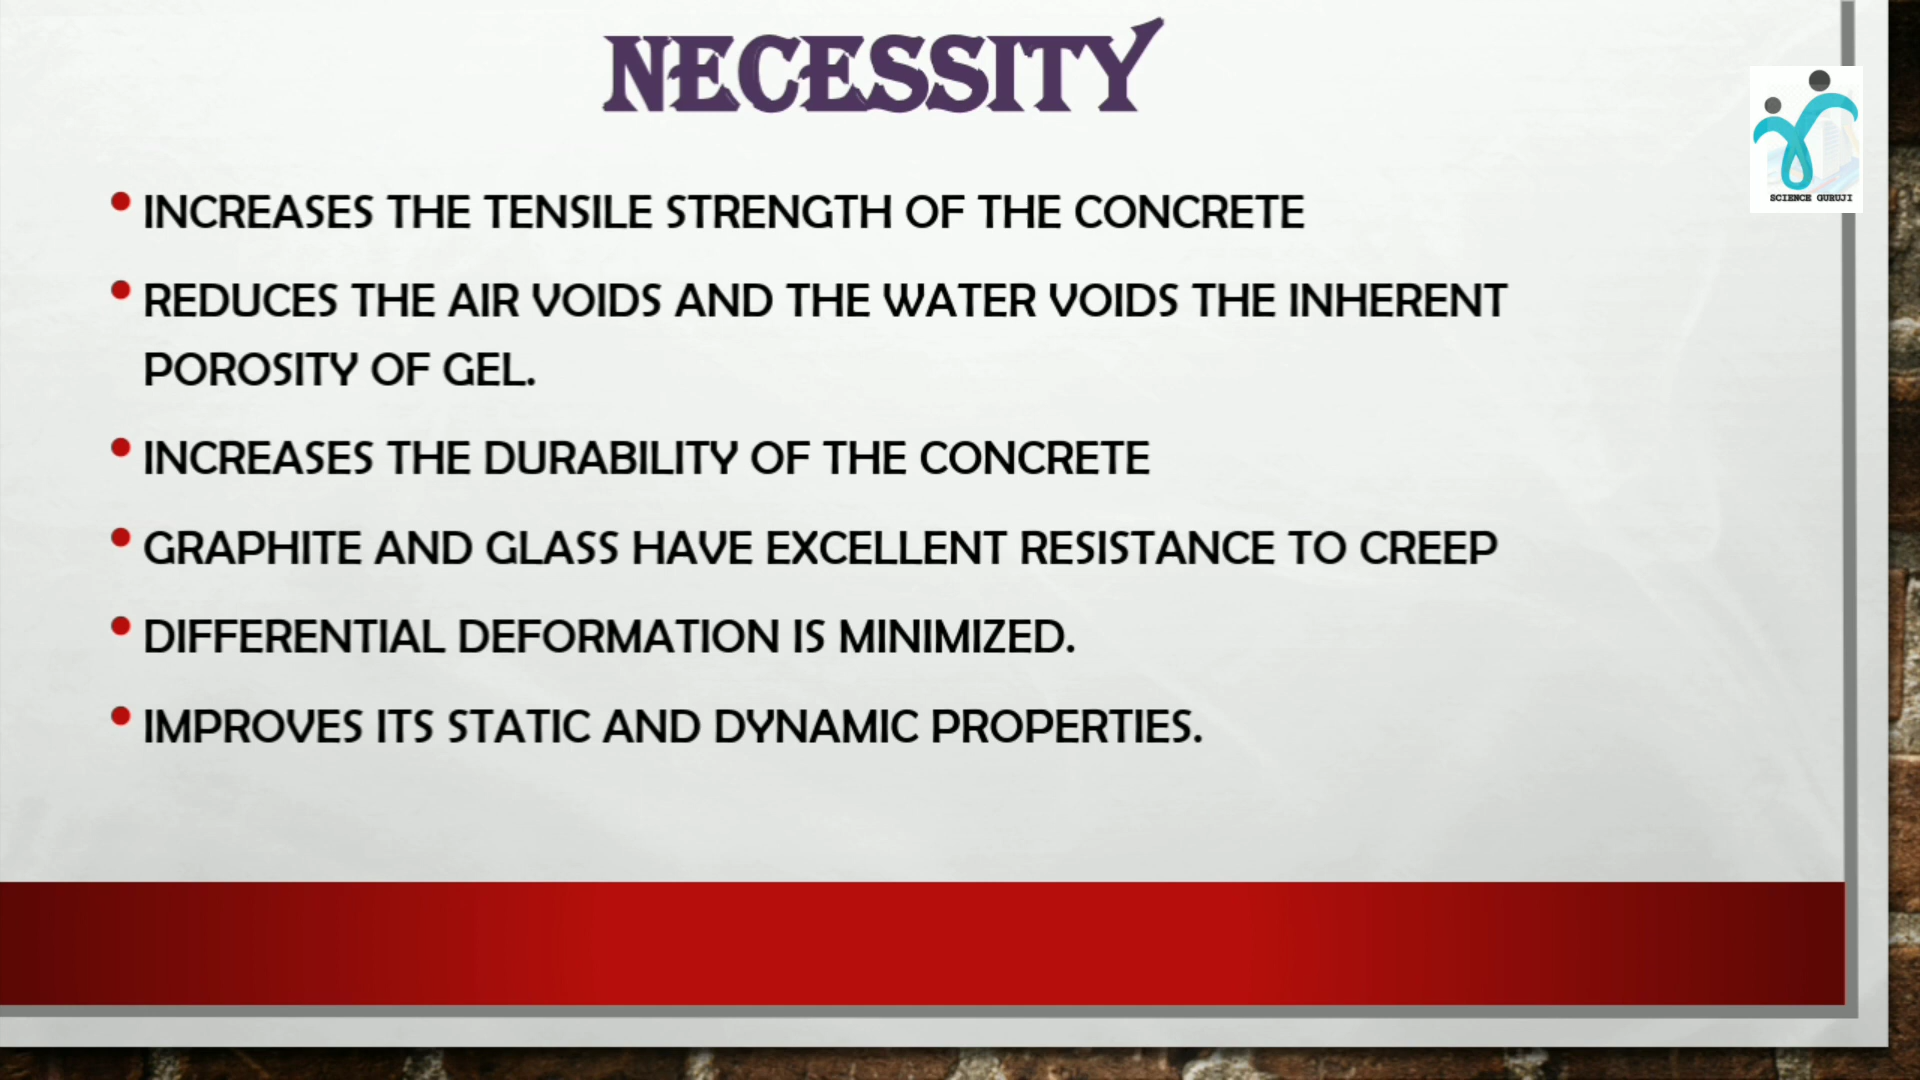 NECESSITY
SCIENCE GURUJI
• INCREASES THE TENSILE STRENGTH OF THE CONCRETE
• REDUCES THE AIR VOIDS AND THE WATER VOIDS THE INHERENT
POROSITY OF GEL.
• INCREASES THE DURABILITY OF THE CONCRETE
• GRAPHITE AND GLASS HAVE EXCELLENT RESISTANCE TO CREEP
• DIFFERENTIAL DEFORMATION IS MINIMIZED.
• IMPROVES ITS STATIC AND DYNAMIC PROPERTIES.